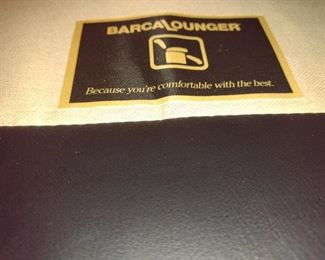 BARCALOUNGER
Because you're comfortable with the best.